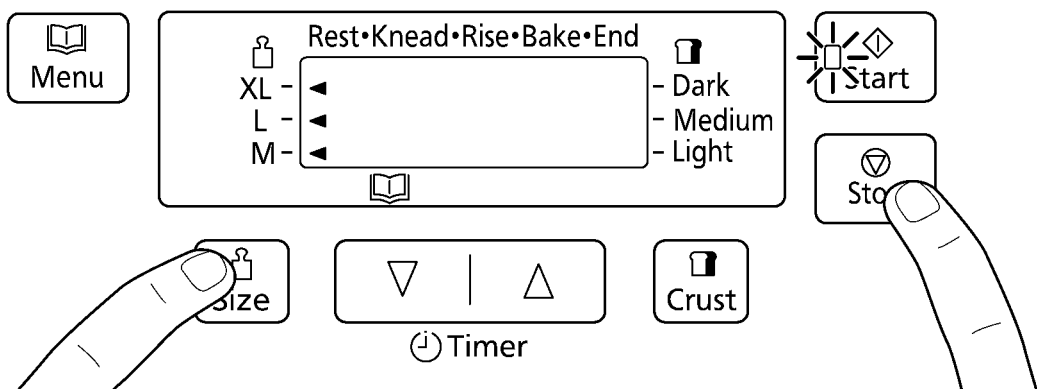 Menu
Rest•Knead•Rise•Bake•End
XL
L
M
Dark
Medium
Light
Start
Sto
Size
Timer
Crust